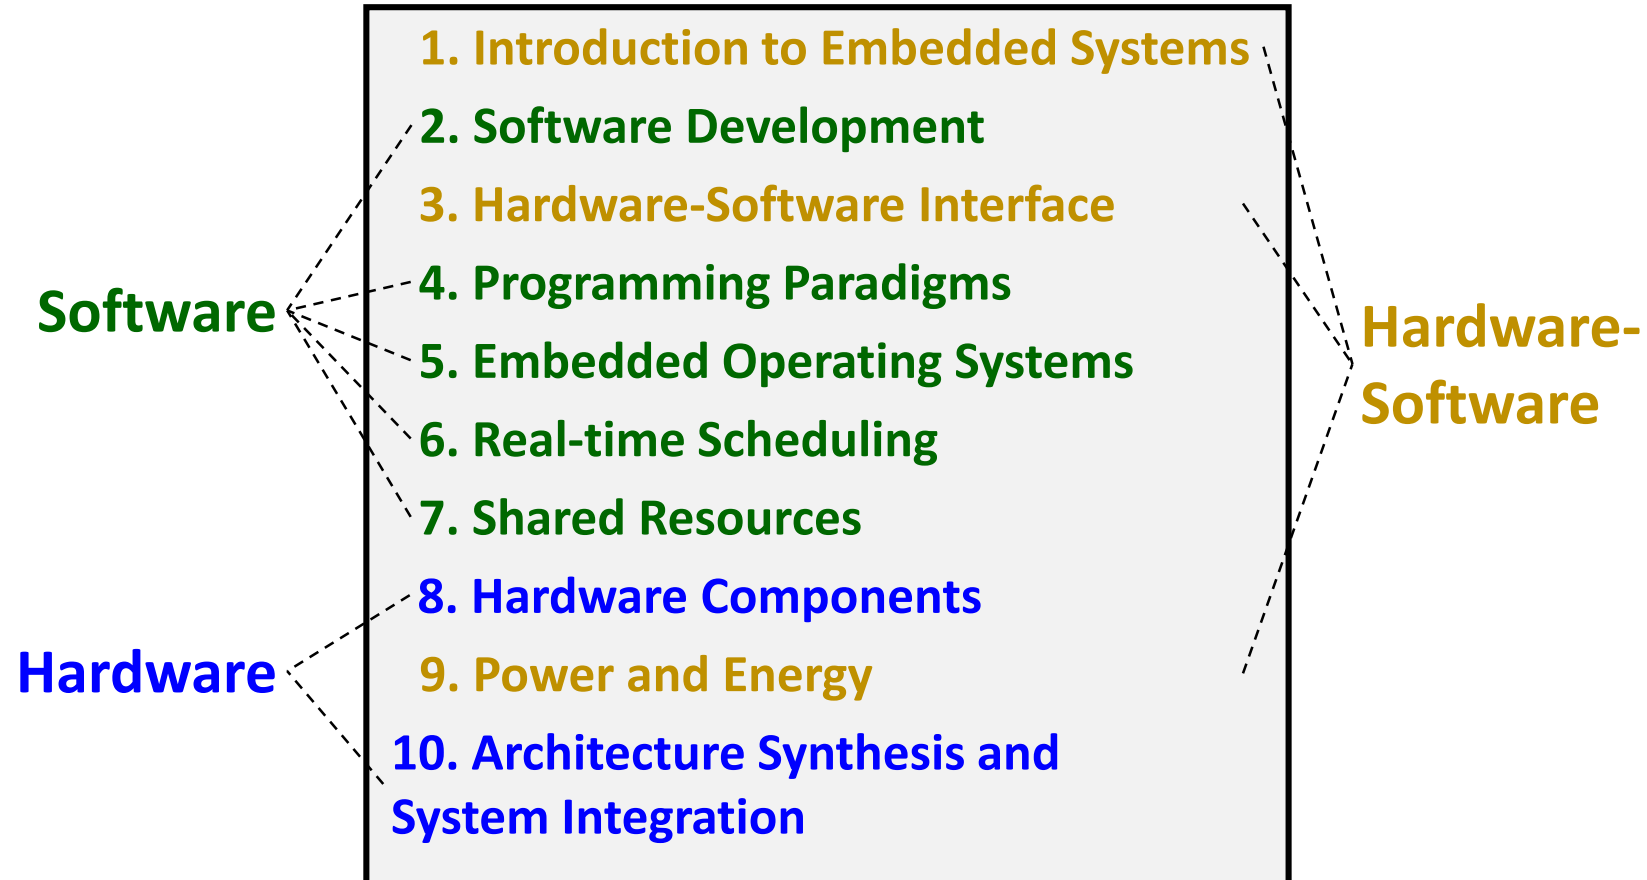 1. Introduction to Embedded Systems
2. Software Development
3. Hardware-Software Interface
4. Programming Paradigms
5. Embedded Operating Systems
6. Real-time Scheduling
7. Shared Resources
8. Hardware Components
9. Power and Energy
10. Architecture Synthesis and
System Integration
Software
Hardware
Hardware-
Software